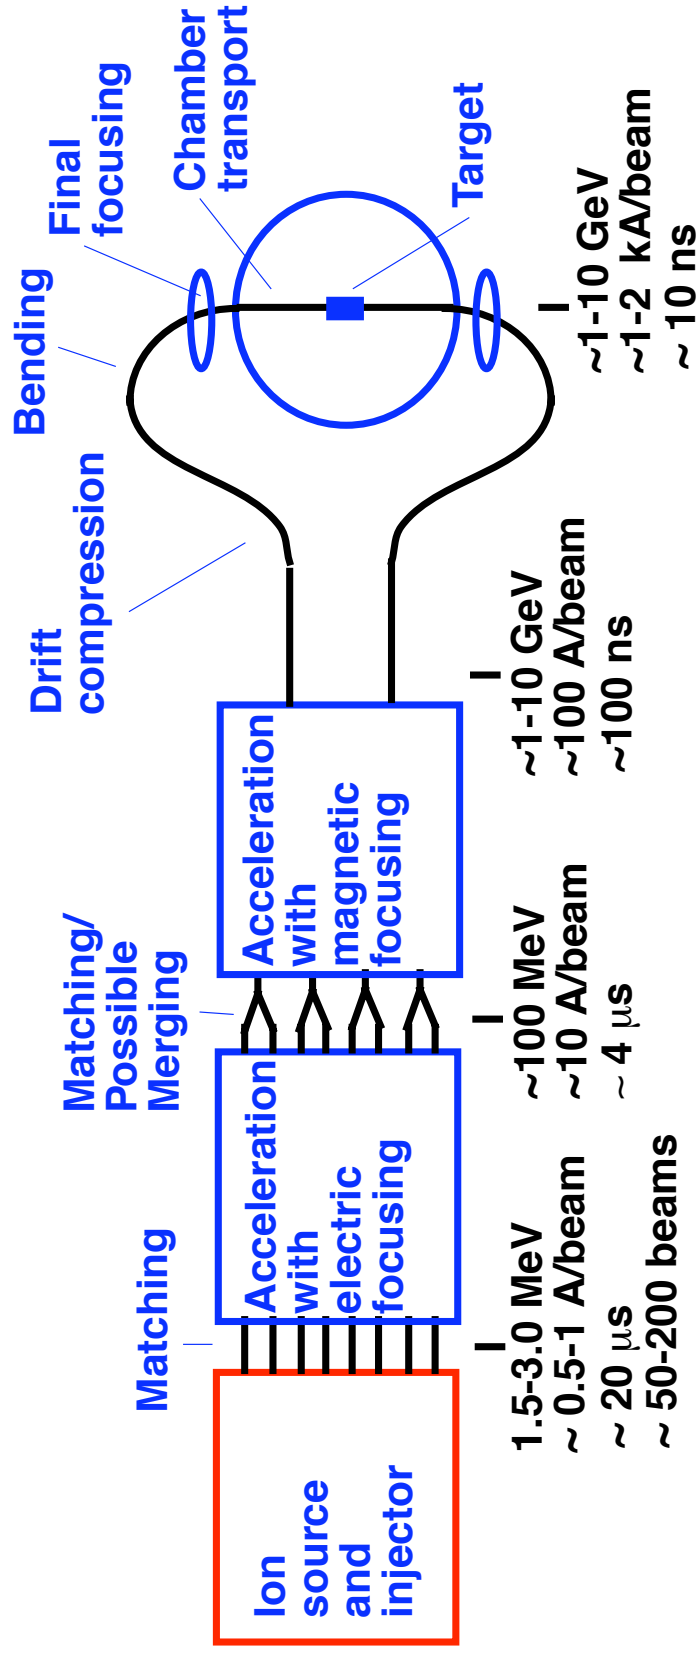 Ion
source
and
injector
Matching
Acceleration
with
electric
focusing
Matching/
Possible
Merging
Acceleration
with
magnetic
focusing
Drift
compression
Bending
Final
focusing
Chamber
transport
Target
1.5-3.0 MeV
~ 0.5-1 A/beam
~ 20 μs
~ 50-200 beams
~100 MeV
~10 A/beam
~ 4 μs
~1-10 GeV
~100 A/beam
~100 ns
~1-10 GeV
~1-2 kA/beam
~ 10 ns